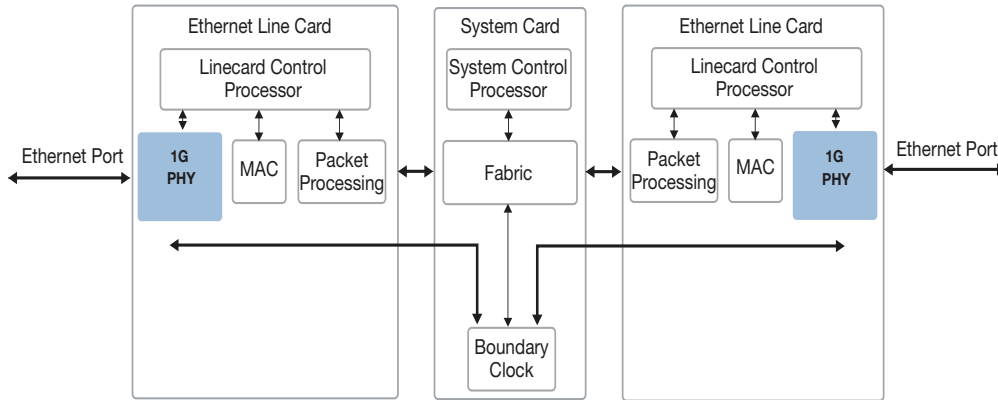 Ethernet Line Card
System Card
Ethernet Line Card
Linecard Control
Processor
System Control
Processor
Linecard Control
Processor
Ethernet Port
1G
PHY
MAC
Packet
Processing
Fabric
Packet
Processing
MAC
1G
PHY
Ethernet Port
Boundary
Clock